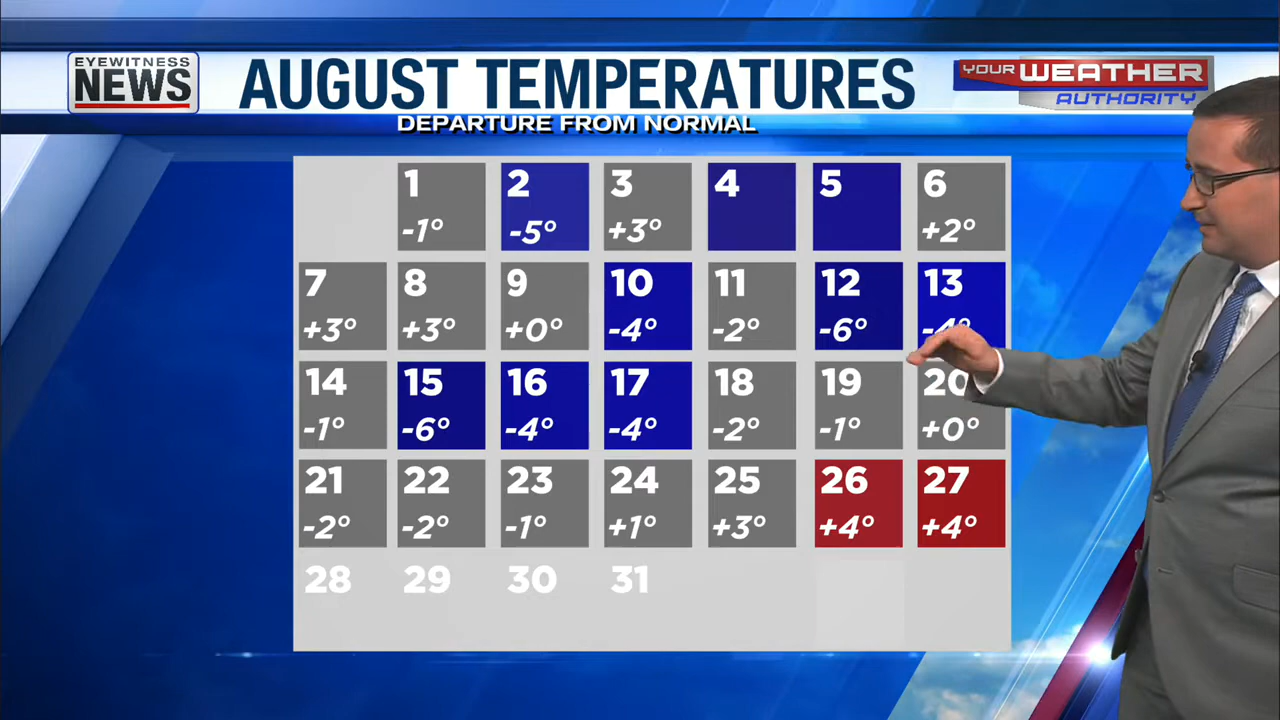 EYEWITNESS
NEWS
AUGUST TEMPERATURES
DEPARTURE FROM NORMAL
YOUR WEATHER
AUTHORITY
1 2 3 4 5 6
-1° -5° +3° +2°
7 8 9 10 11 12 13
+3° +3° +0° -4° -2° -6° -4°
14 15 16 17 18 19 20
-1° -6° -4° -4° -2° -1° +0°
21 22 23 24 25 26 27
-2° -2° -1° +1° +3° +4° +4°
28 29 30 31